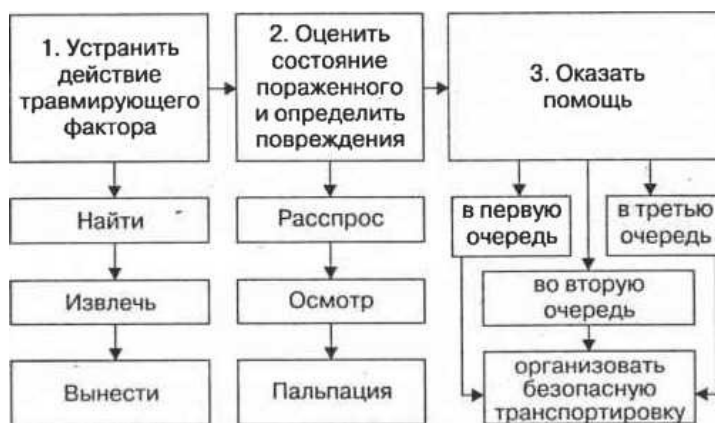 1. Устранить
действие
травмирующего
фактора
2. Оценить
состояние
пораженного
и определить
повреждения
3. Оказать
помощь
Найти
Извлечь
Вынести
Расспрос
Осмотр
Пальпация
в первую
очередь
в третью
очередь
во вторую
очередь
организовать
безопасную
транспортировку